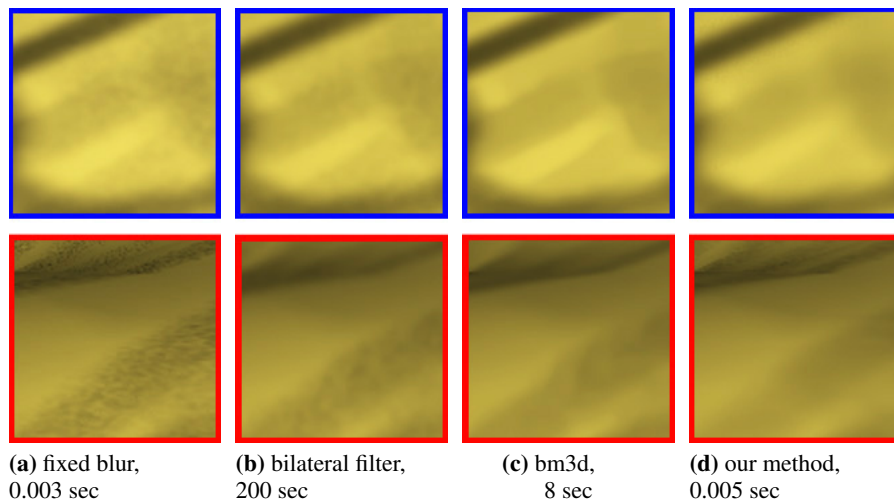 (a) fixed blur,
0.003 sec
(b) bilateral filter,
200 sec
(c) bm3d,
8 sec
(d) our method,
0.005 sec